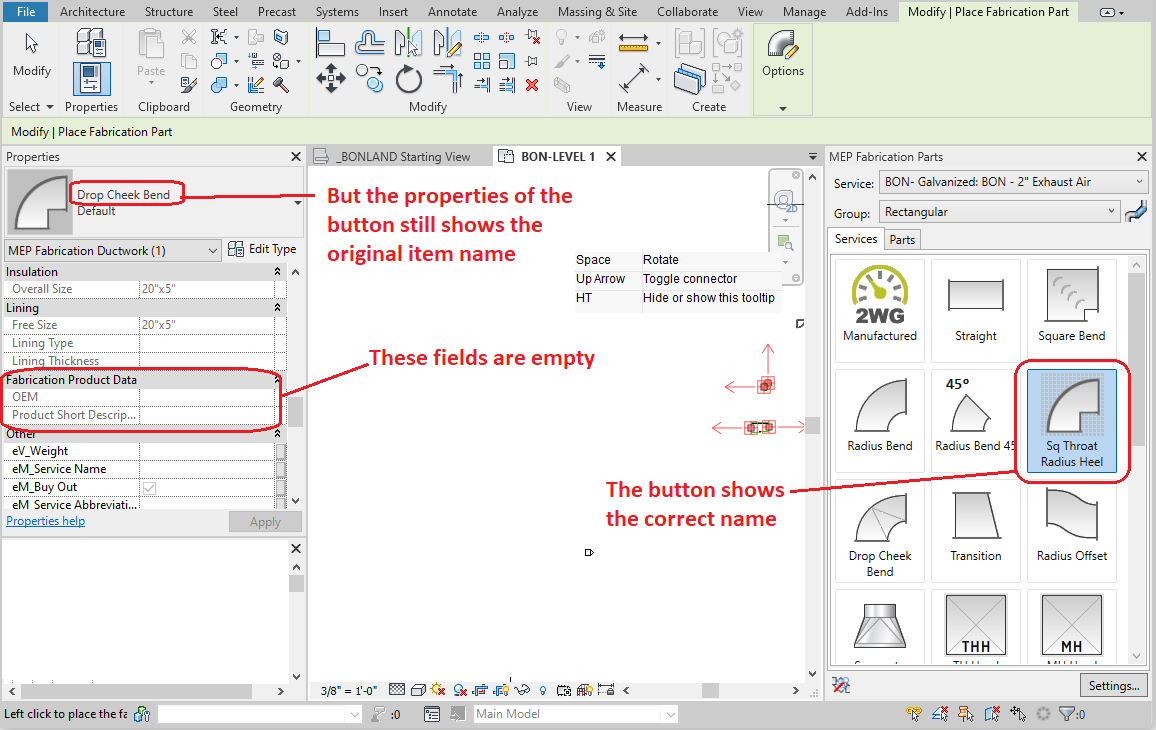 File Architecture Structure Steel Precast Systems Insert Annotate Analyze Massing & Site Collaborate View Manage Add-Ins Modify | Place Fabrication Part
Modify
Paste
Options
Select Properties Clipboard Geometry Modify View Measure Create
Modify | Place Fabrication Part
Properties
Drop Cheek Bend
Default
MEP Fabrication Ductwork (1) Edit Type
Insulation
Overall Size 20"x5"
Lining
Free Size 20"x5"
Lining Type
Lining Thickness
Fabrication Product Data
OEM
Product Short Descrip...
Other
eV_Weight
eM_Service Name
eM_Buy Out
eM_Service Abbreviati...
Properties help Apply
_BONLAND Starting View BON-LEVEL 1
But the properties of the
button still shows the
original item name
2D
Space Rotate
Up Arrow Toggle connector
HT Hide or show this tooltip
These fields are empty
The button shows
the correct name
MEP Fabrication Parts
Service: BON- Galvanized: BON - 2" Exhaust Air
Group: Rectangular
Services Parts
2WG
Manufactured Straight Square Bend
45°
Radius Bend Radius Bend 45 Sq Throat
Radius Heel
Drop Cheek
Bend
Transition Radius Offset
THH MH
Settings...
3/8" = 1'-0"
Left click to place the fa :0 Main Model :0